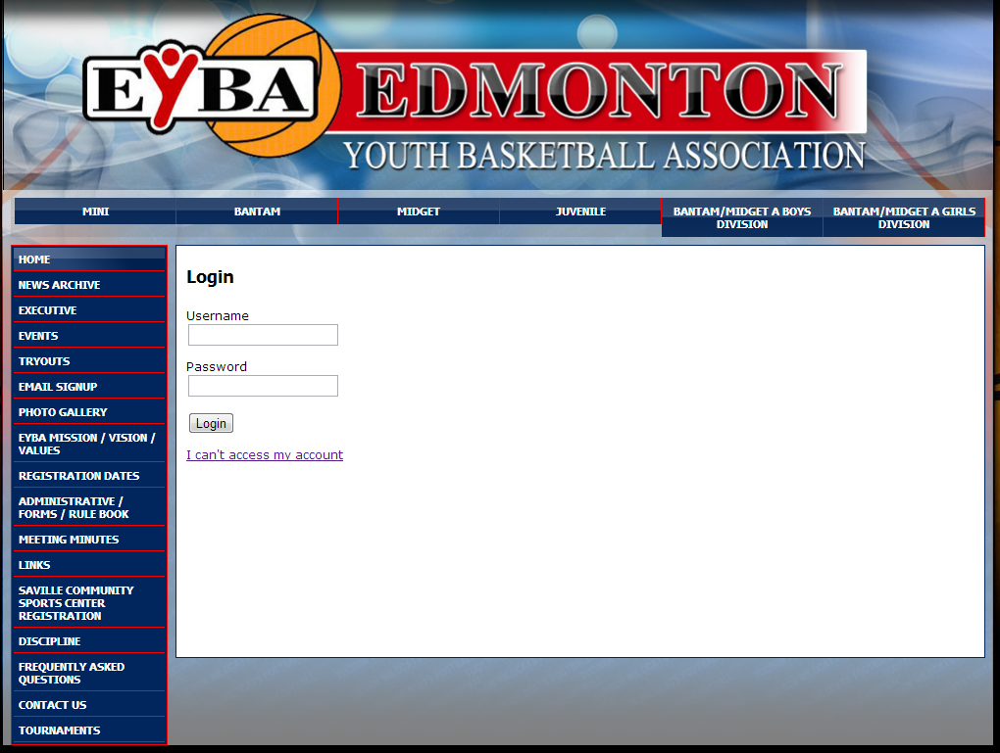 EYBA
EDMONTON
YOUTH BASKETBALL ASSOCIATION
MINI
BANTAM
MIDGET
JUVENILE
BANTAM/MIDGET A BOYS
DIVISION
BANTAM/MIDGET A GIRLS
DIVISION
HOME
NEWS ARCHIVE
EXECUTIVE
EVENTS
TRYOUTS
EMAIL SIGNUP
PHOTO GALLERY
EYBA MISSION / VISION /
VALUES
REGISTRATION DATES
ADMINISTRATIVE /
FORMS / RULE BOOK
MEETING MINUTES
LINKS
SAVILLE COMMUNITY
SPORTS CENTER
REGISTRATION
DISCIPLINE
FREQUENTLY ASKED
QUESTIONS
CONTACT US
TOURNAMENTS
Login
Username
Password
Login
I can't access my account